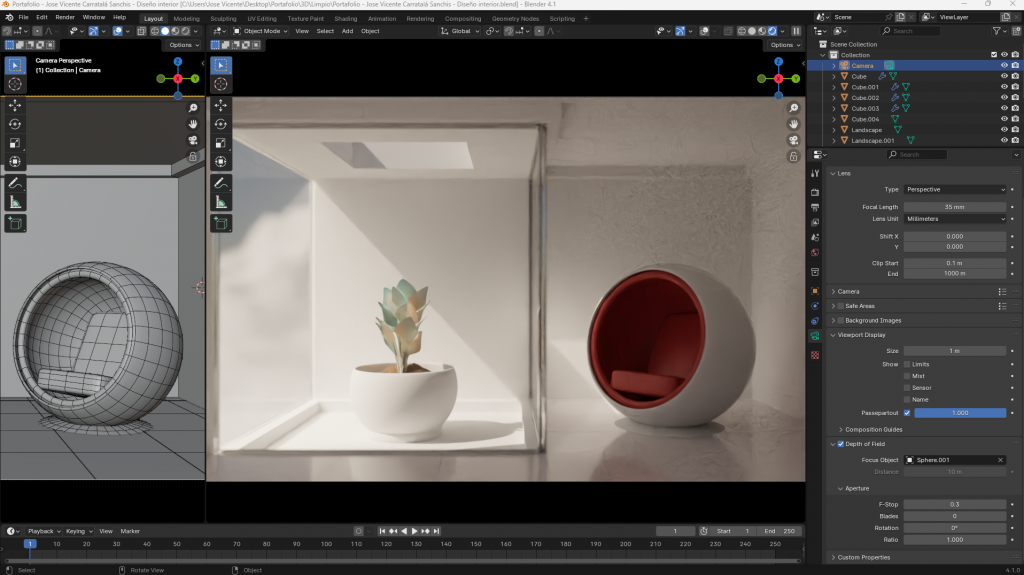 Portafolio - Jose Vicente Carratalá Sanchis - Diseño interior [C:\Users\Jose Vicente\Desktop\Portafolio\3D\Limpio\Portafolio - Jose Vicente Carratalá Sanchis - Diseño interior.blend] - Blender 4.1
File Edit Render Window Help Layout Modeling Sculpting UV Editing Texture Paint Shading Animation Rendering Compositing Geometry Nodes Scripting + Scene ViewLayer
Object Mode View Select Add Object Global Search
Options Options Scene Collection
Collection
Camera Perspective
(1) Collection | Camera
Camera
Cube
Cube.001
Cube.002
Cube.003
Cube.004
Landscape
Landscape.001
Search
Lens
Type Perspective
Focal Length 35 mm
Lens Unit Millimeters
Shift X 0.000
Y 0.000
Clip Start 0.1 m
End 1000 m
Camera
Safe Areas
Background Images
Viewport Display
Size 1 m
Show Limits
Mist
Sensor
Name
Passepartout 1.000
Composition Guides
Depth of Field
Focus Object Sphere.001
Distance 10 m
Aperture
F-Stop 0.3
Blades 0
Rotation 0°
Ratio 1.000
Custom Properties
Playback Keying View Marker 1 Start 1 End 250
1 10 20 30 40 50 60 70 80 90 100 110 120 130 140 150 160 170 180 190 200 210 220 230 240 250
Select Rotate View Object 4.1.0